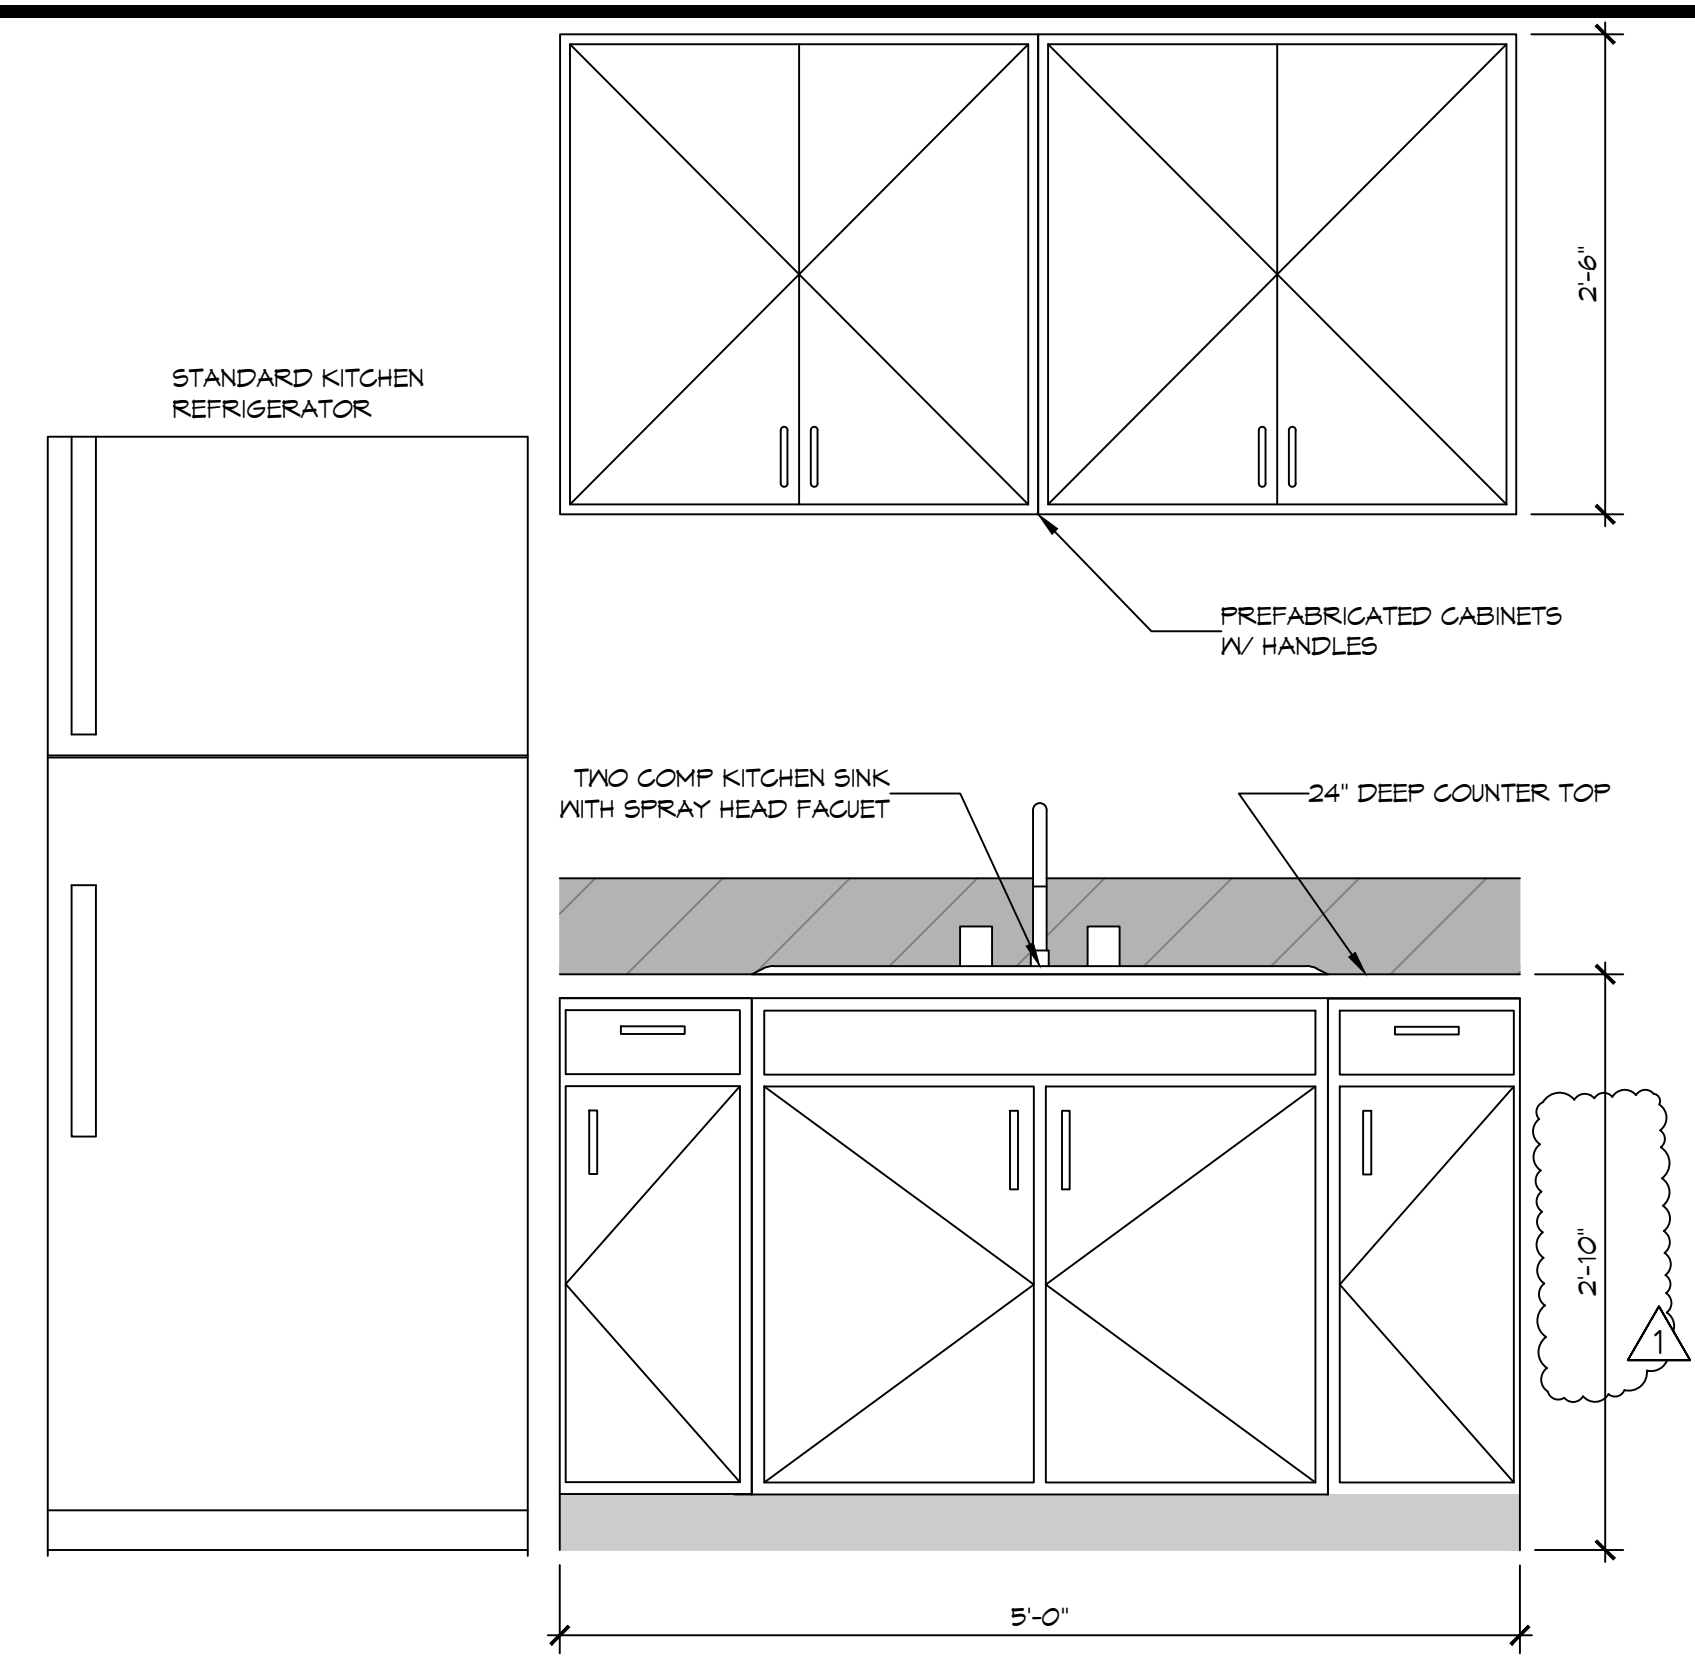 2'-6"
STANDARD KITCHEN
REFRIGERATOR
PREFABRICATED CABINETS
W/ HANDLES
TWO COMP KITCHEN SINK
WITH SPRAY HEAD FACUET
24" DEEP COUNTER TOP
2'-10"
1
5'-0"